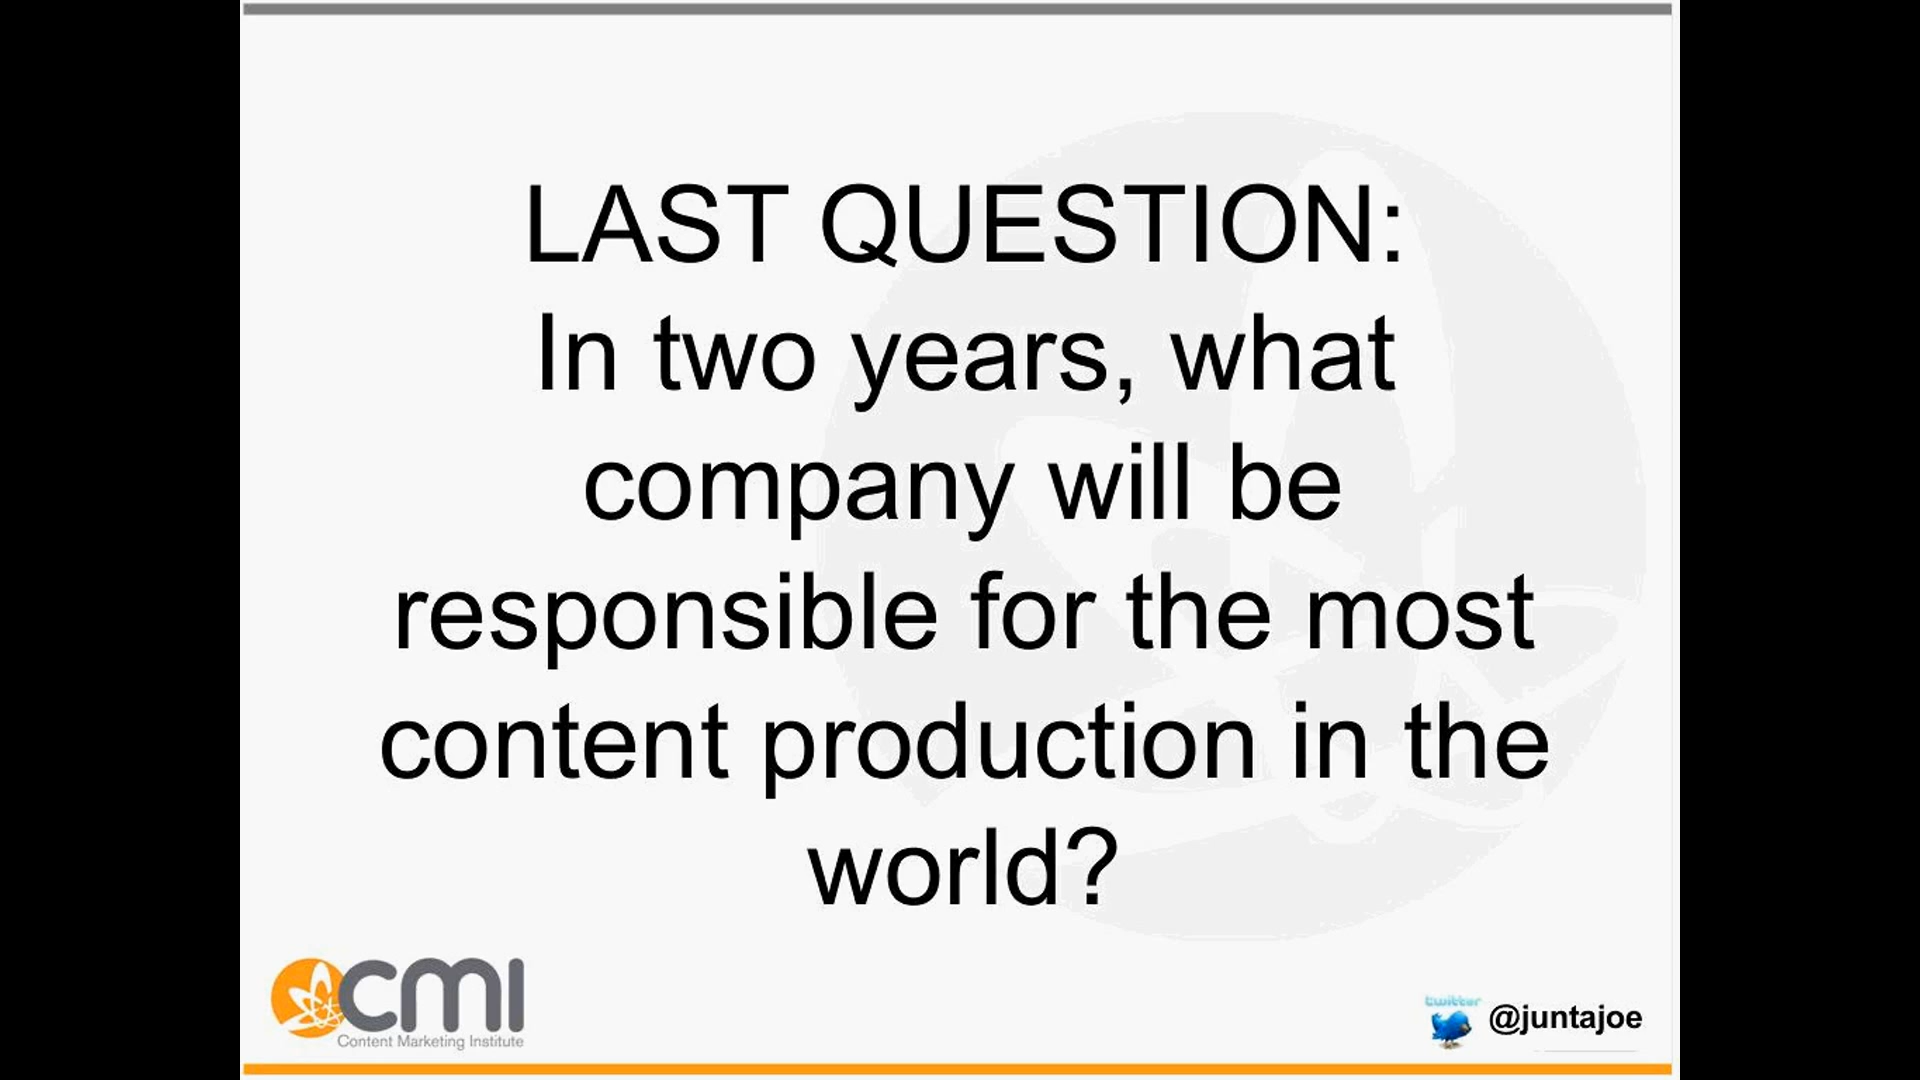 LAST QUESTION:
In two years, what
company will be
responsible for the most
content production in the
world?
CMI
Content Marketing Institute
twitter
@juntajoe